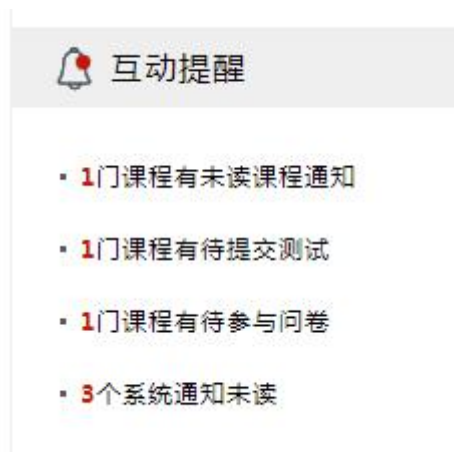 互动提醒
1门课程有未读课程通知
1门课程有待提交测试
1门课程有待参与问卷
3个系统通知未读